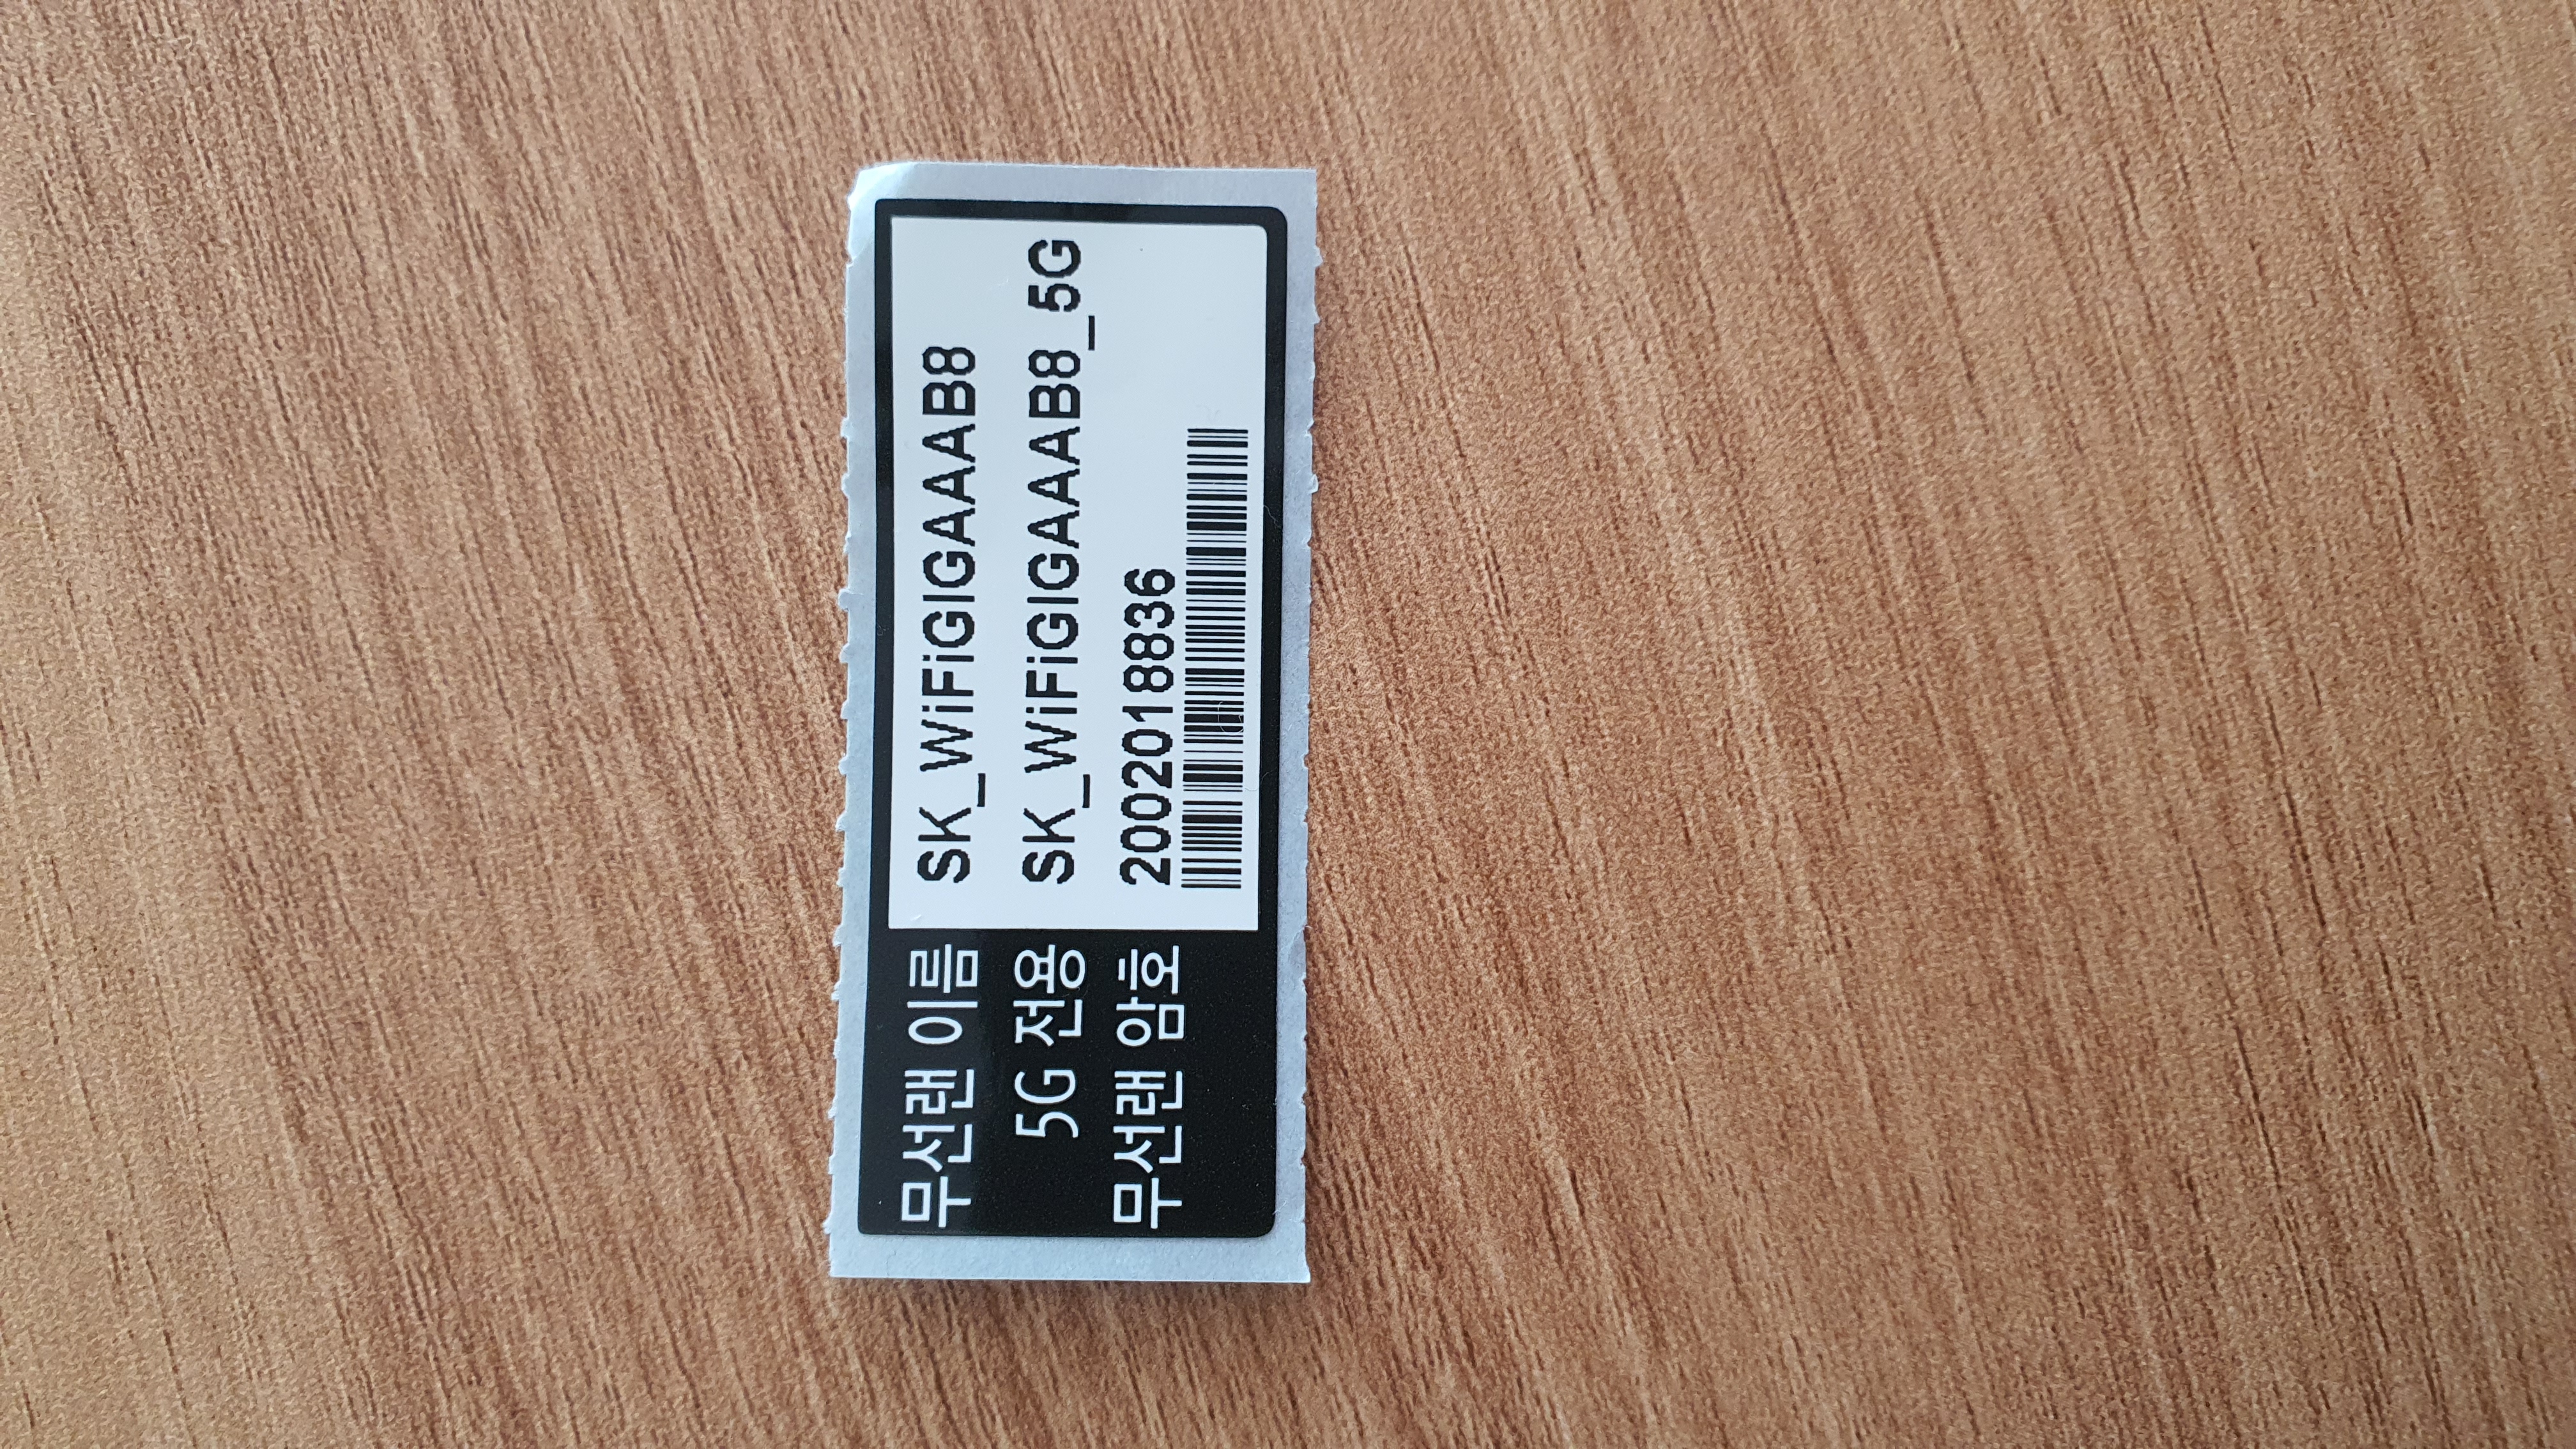 무선랜 이름 SK_WiFiGIGAAAB8
5G 전용 SK_WiFiGIGAAAB8_5G
무선랜 암호 2002018836